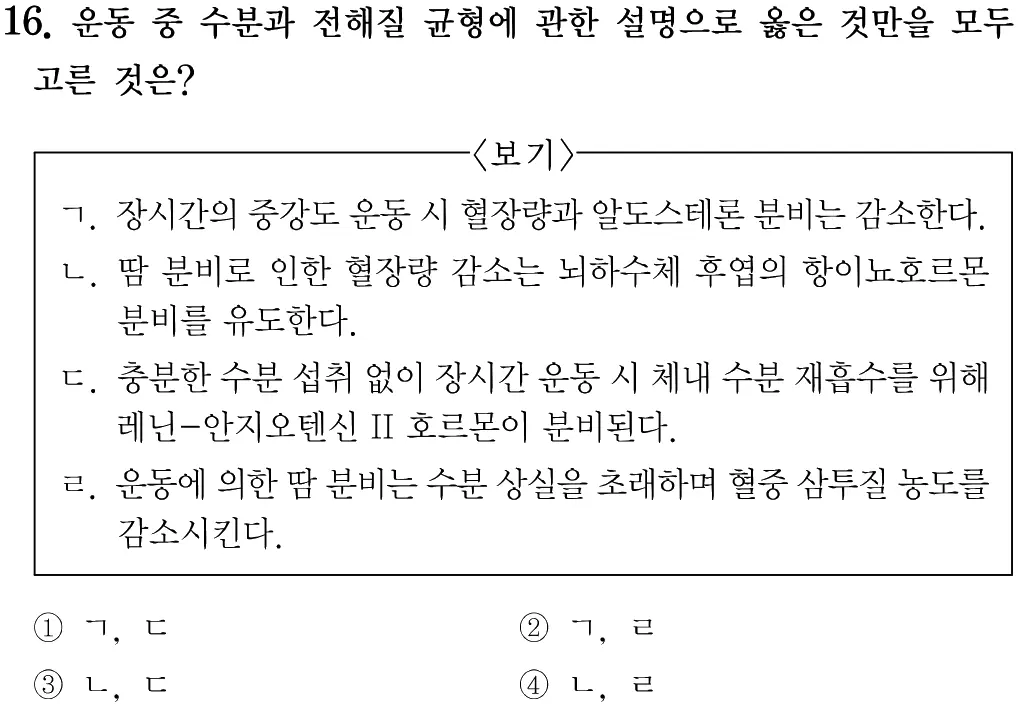 16. 운동 중 수분과 전해질 균형에 관한 설명으로 옳은 것만을 모두
고른 것은?
〈보기〉
ㄱ. 장시간의 중강도 운동 시 혈장량과 알도스테론 분비는 감소한다.
ㄴ. 땀 분비로 인한 혈장량 감소는 뇌하수체 후엽의 항이뇨호르몬
분비를 유도한다.
ㄷ. 충분한 수분 섭취 없이 장시간 운동 시 체내 수분 재흡수를 위해
레닌-안지오텐신 II 호르몬이 분비된다.
ㄹ. 운동에 의한 땀 분비는 수분 상실을 초래하며 혈중 삼투질 농도를
감소시킨다.
① ㄱ, ㄷ ② ㄱ, ㄹ
③ ㄴ, ㄷ ④ ㄴ, ㄹ